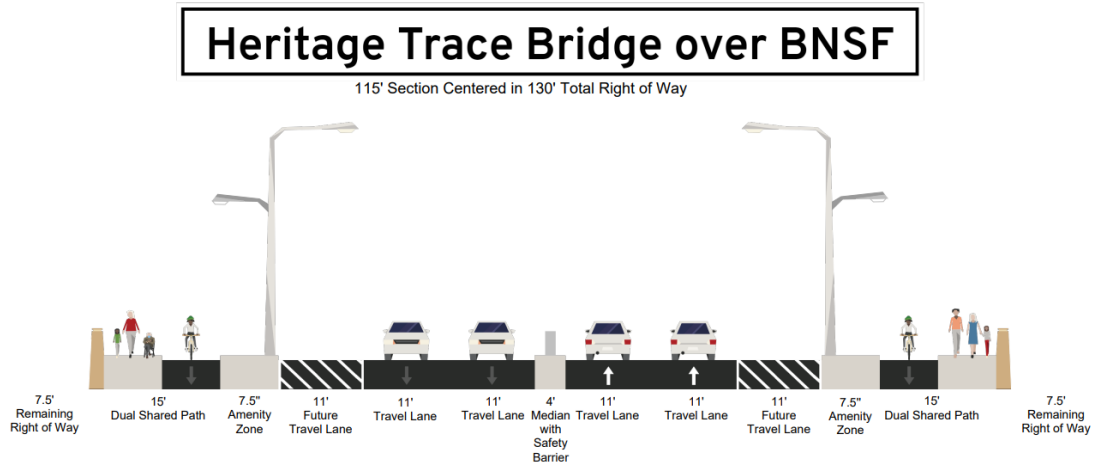 Heritage Trace Bridge over BNSF
115' Section Centered in 130' Total Right of Way
7.5'
Remaining
Right of Way
15'
Dual Shared Path
7.5"
Amenity
Zone
11'
Future
Travel Lane
11'
Travel Lane
11'
Travel Lane
4'
Median
with
Safety
Barrier
11'
Travel Lane
11'
Travel Lane
11'
Future
Travel Lane
7.5"
Amenity
Zone
15'
Dual Shared Path
7.5'
Remaining
Right of Way